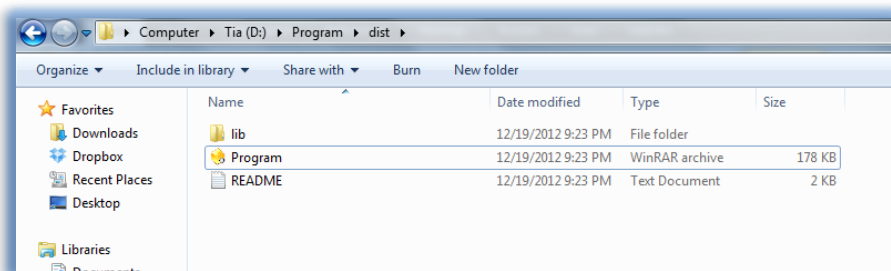 Computer Tia (D:) Program dist
Organize Include in library Share with Burn New folder
Favorites
Downloads
Dropbox
Recent Places
Desktop
Libraries
Documents
Name Date modified Type Size
lib 12/19/2012 9:23 PM File folder
Program 12/19/2012 9:23 PM WinRAR archive 178 KB
README 12/19/2012 9:23 PM Text Document 2 KB